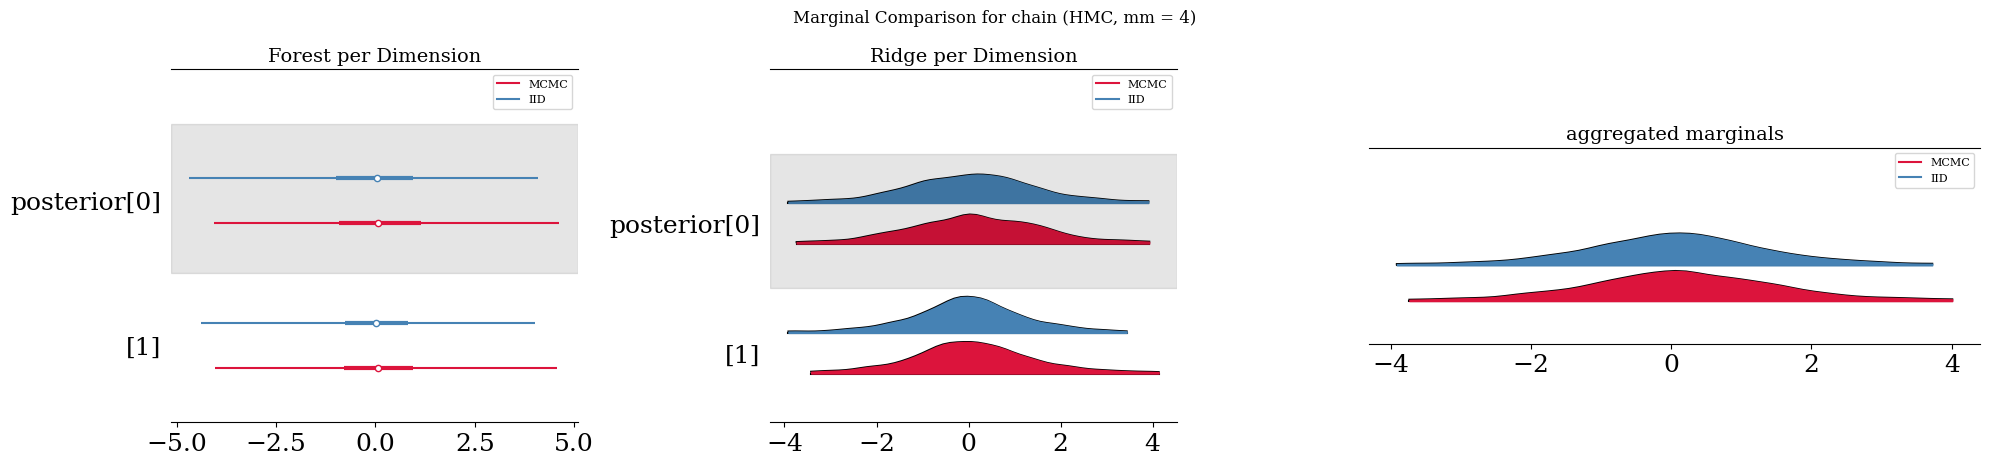 Marginal Comparison for chain (HMC, mm = 4)
Forest per Dimension
MCMC
IID
posterior[0]
[1]
−5.0 −2.5 0.0 2.5 5.0
Ridge per Dimension
MCMC
IID
posterior[0]
[1]
−4 −2 0 2 4
aggregated marginals
MCMC
IID
−4 −2 0 2 4